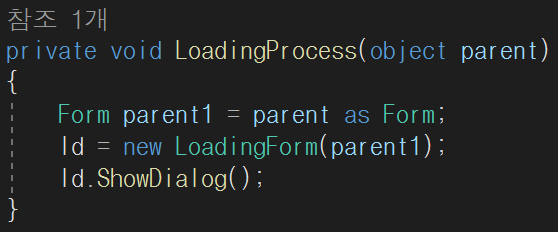 참조 1개
private void LoadingProcess(object parent)
{
Form parent1 = parent as Form;
ld = new LoadingForm(parent1);
ld.ShowDialog();
}